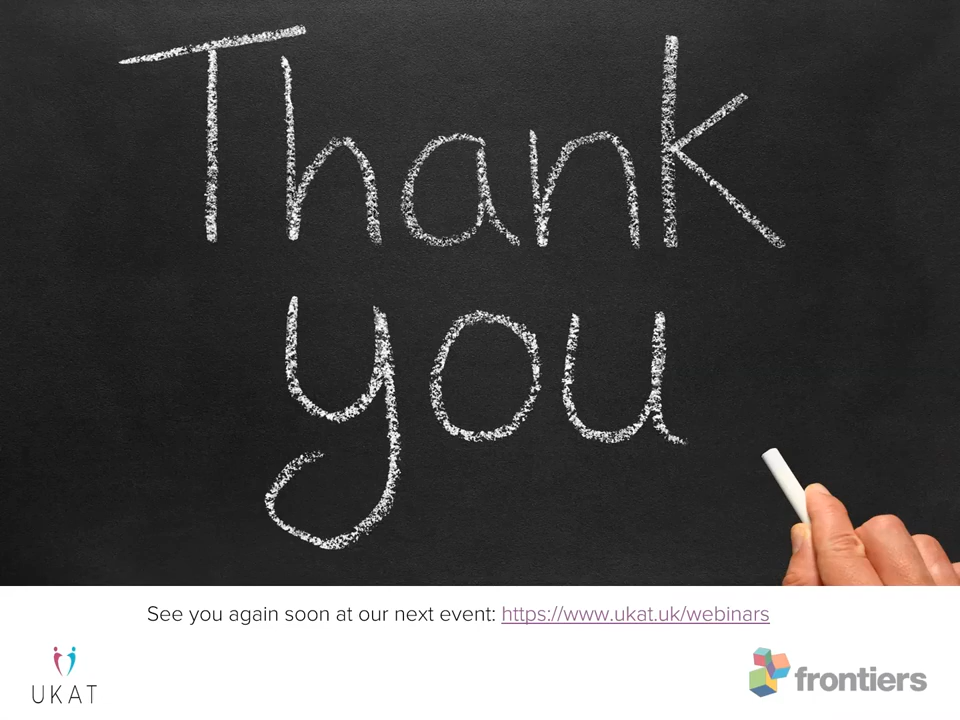 Thank
you
See you again soon at our next event: https://www.ukat.uk/webinars
UKAT
frontiers